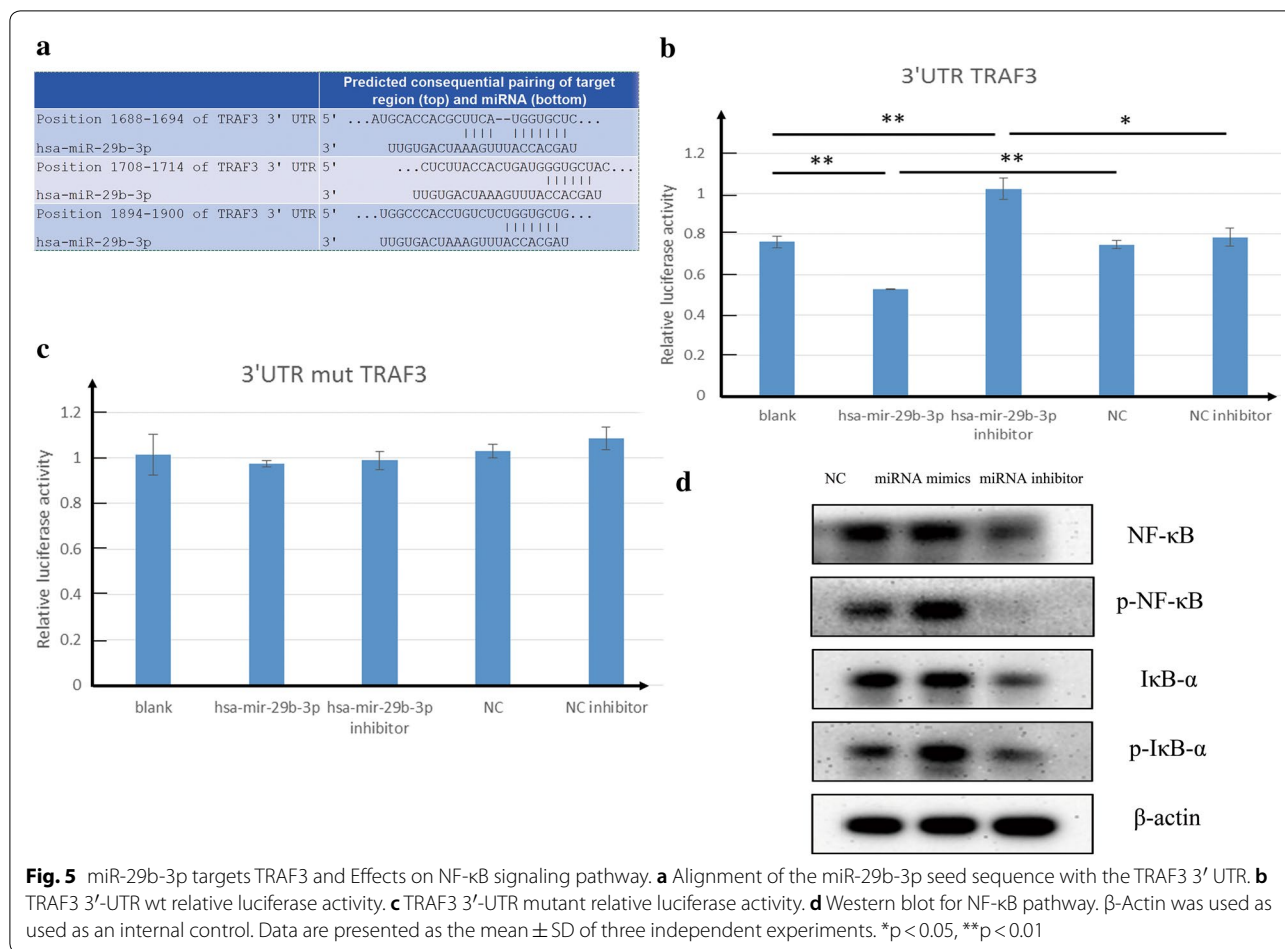 a
Predicted consequential pairing of target
region (top) and miRNA (bottom)
Position 1688-1694 of TRAF3 3' UTR 5' ...AUGCACCACGCUUCA--UGGUGCUC...
hsa-miR-29b-3p 3' UUGUGACUAAAGUUUACCACGAU
Position 1708-1714 of TRAF3 3' UTR 5' ...CUCUUACCACUGAUGGGUGCUAC...
hsa-miR-29b-3p 3' UUGUGACUAAAGUUUACCACGAU
Position 1894-1900 of TRAF3 3' UTR 5' ...UGGCCCACCUGUCUCUGGUGCUG...
hsa-miR-29b-3p 3' UUGUGACUAAAGUUUACCACGAU
b
3'UTR TRAF3
** *
** **
1.2
1
0.8
0.6
0.4
0.2
0
Relative luciferase activity
blank hsa-mir-29b-3p hsa-mir-29b-3p NC NC inhibitor
inhibitor
c
3'UTR mut TRAF3
1.2
1
0.8
0.6
0.4
0.2
0
Relative luciferase activity
blank hsa-mir-29b-3p hsa-mir-29b-3p NC NC inhibitor
inhibitor
d
NC miRNA mimics miRNA inhibitor
NF-κB
p-NF-κB
IκB-α
p-IκB-α
β-actin
Fig. 5 miR-29b-3p targets TRAF3 and Effects on NF-κB signaling pathway. a Alignment of the miR-29b-3p seed sequence with the TRAF3 3′ UTR. b
TRAF3 3′-UTR wt relative luciferase activity. c TRAF3 3′-UTR mutant relative luciferase activity. d Western blot for NF-κB pathway. β-Actin was used as
used as an internal control. Data are presented as the mean ± SD of three independent experiments. *p < 0.05, **p < 0.01